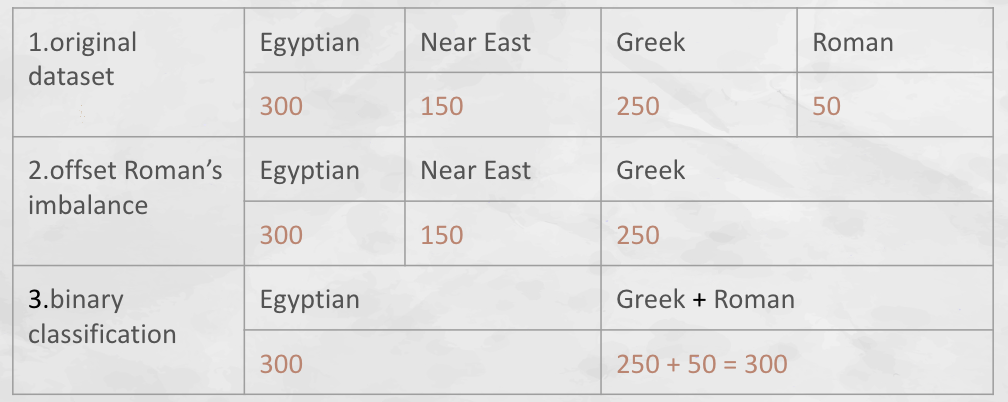 1.original
dataset
Egyptian
Near East
Greek
Roman
300
150
250
50
2.offset Roman’s
imbalance
Egyptian
Near East
Greek
300
150
250
3.binary
classification
Egyptian
Greek + Roman
300
250 + 50 = 300